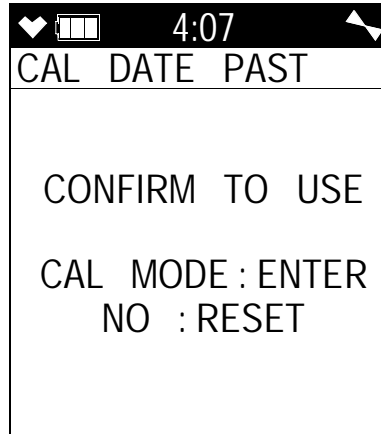 4:07
CAL DATE PAST
CONFIRM TO USE
CAL MODE : ENTER
NO : RESET